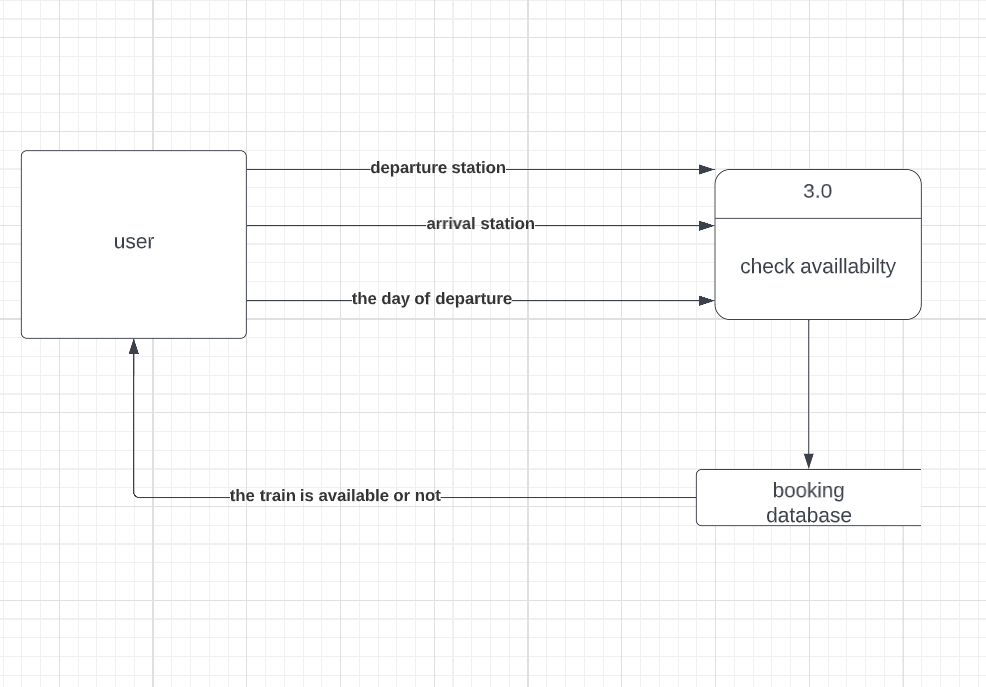 departure station
3.0
arrival station
user
check availlabilty
the day of departure
the train is available or not
booking
database